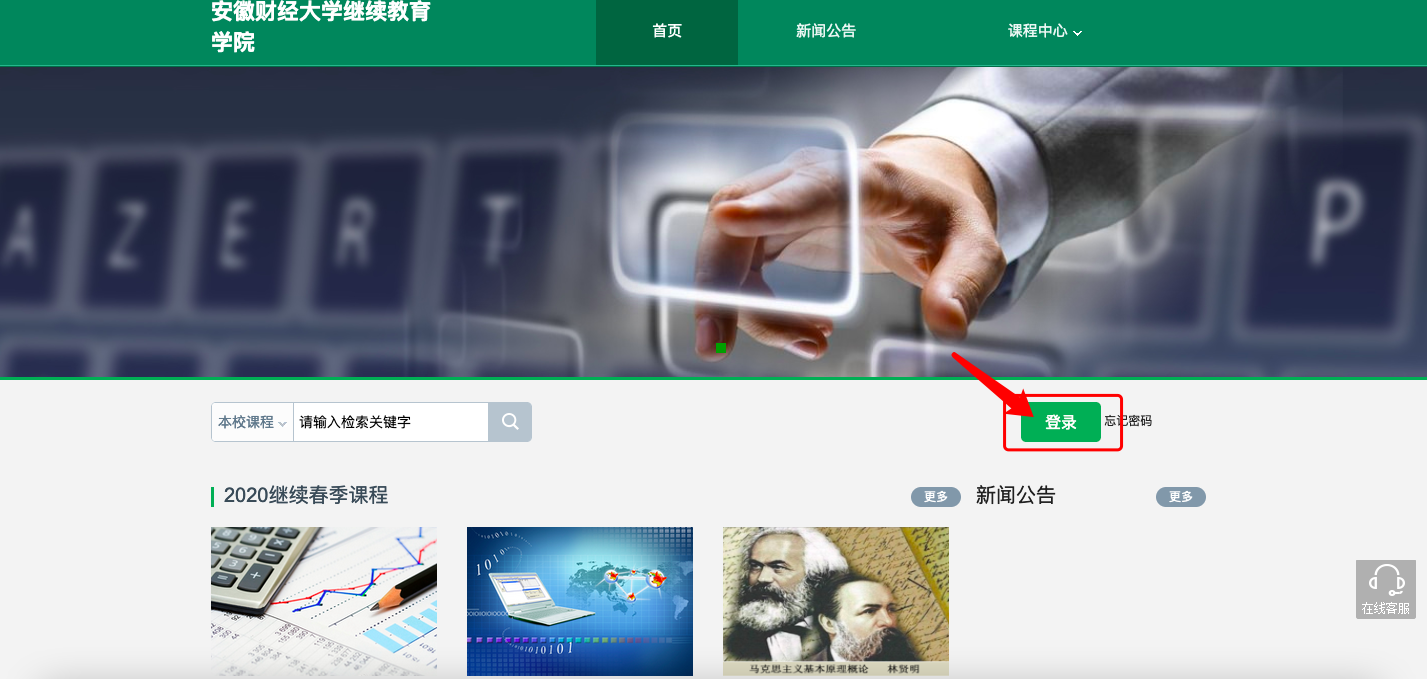 安徽财经大学继续教育
学院
首页
新闻公告
课程中心
A Z E R T U O P
本校课程
请输入检索关键字
登录
忘记密码
2020继续春季课程
更多
新闻公告
更多
在线客服
10101
010101
马克思主义基本原理概论 林贤明